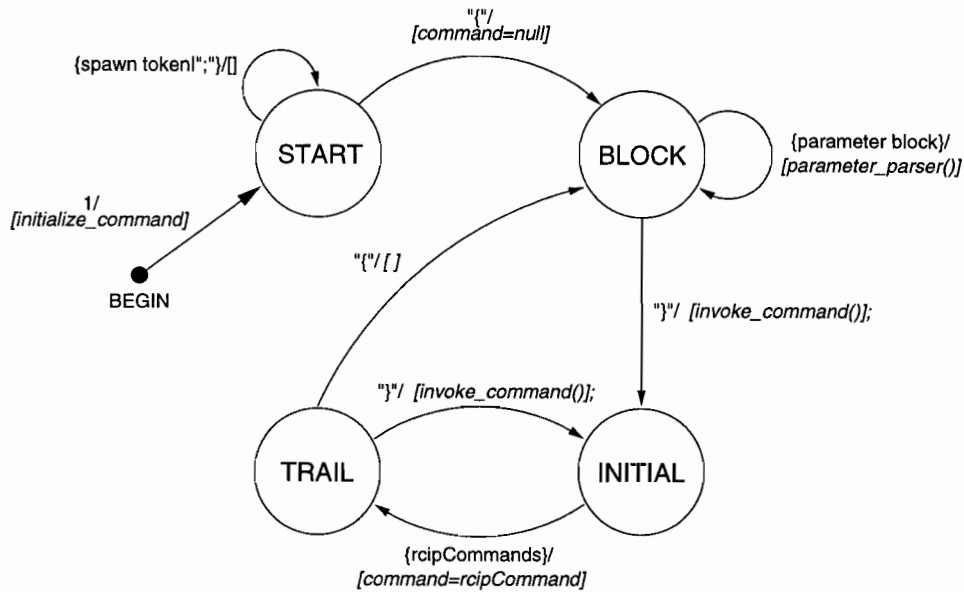 "{"/
[command=null]
{spawn token|";"}/[]
START
BLOCK
{parameter block}/
[parameter_parser()]
1/
[initialize_command]
"{"/ [ ]
BEGIN
"}"/ [invoke_command()];
"}"/ [invoke_command()];
TRAIL
INITIAL
{rcipCommands}/
[command=rcipCommand]